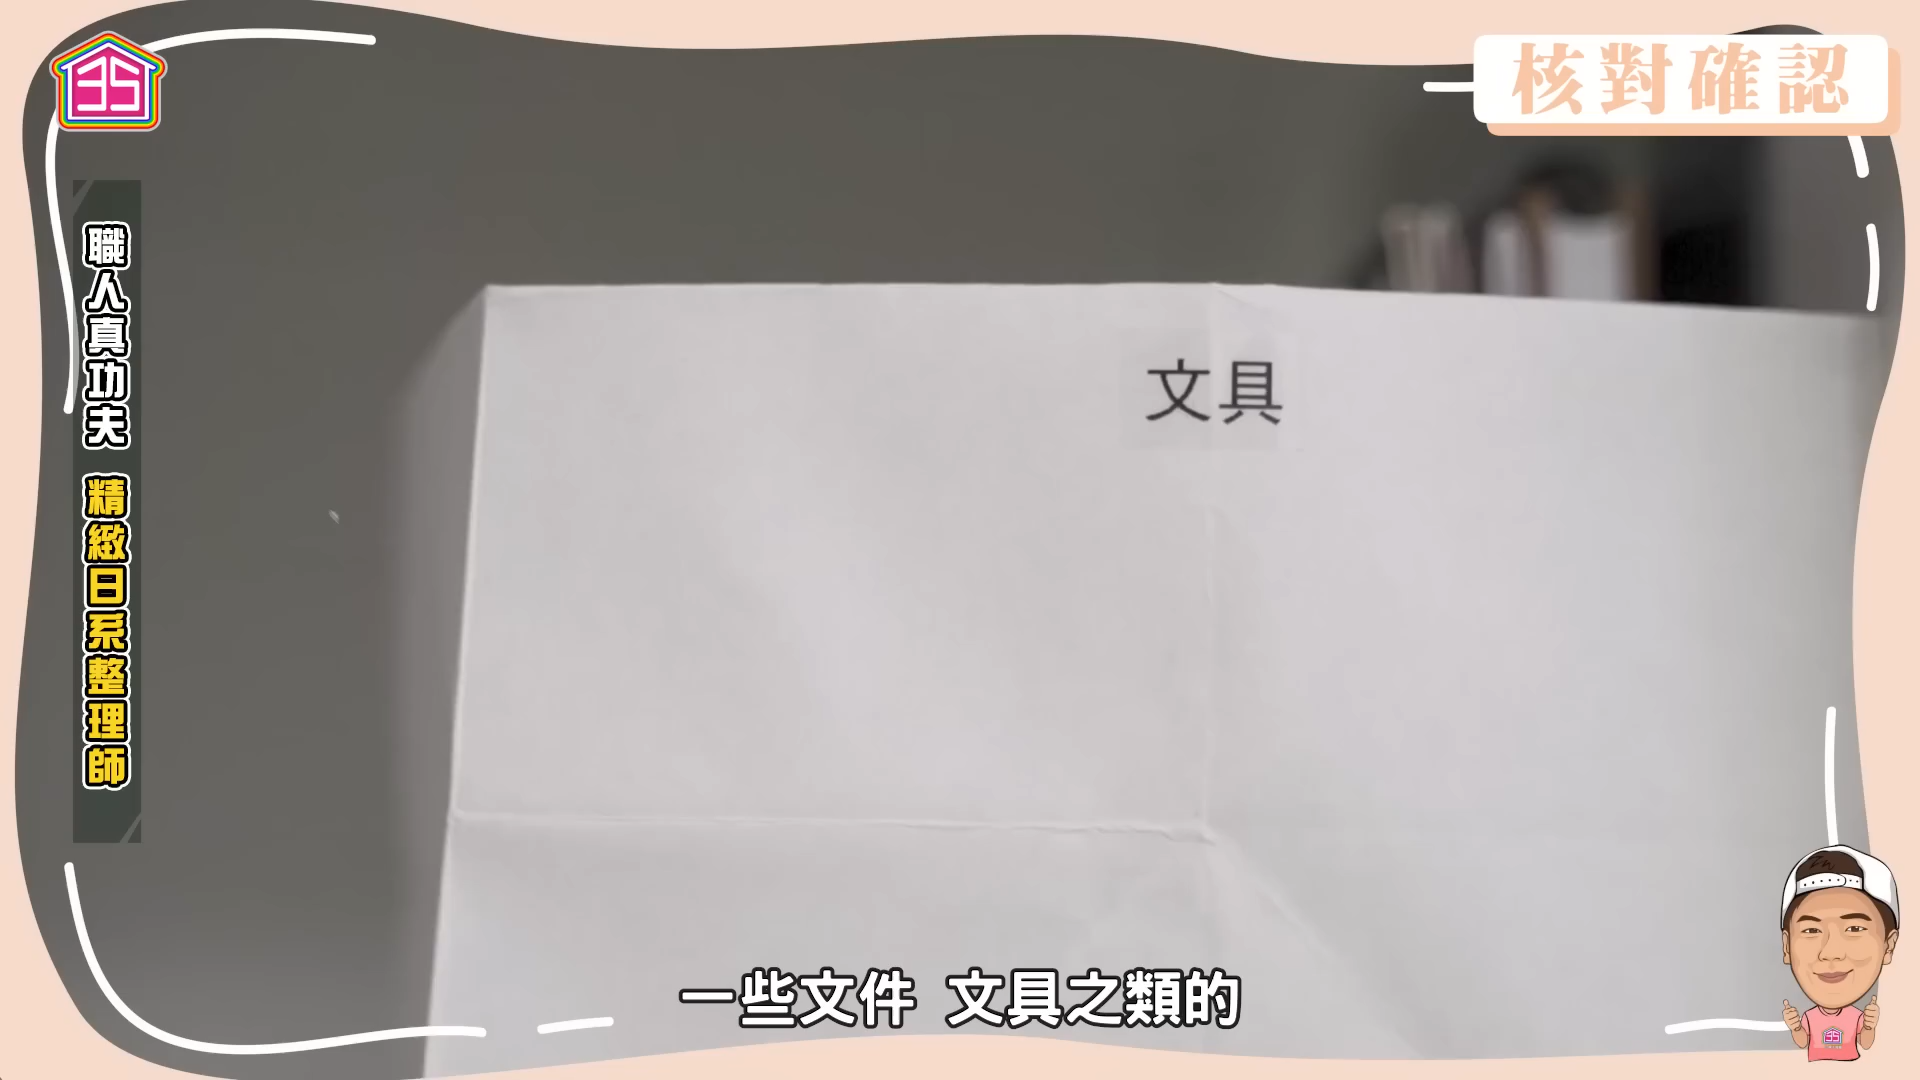 核對確認
職人真功夫 精緻日系整理師
文具
一些文件 文具之類的